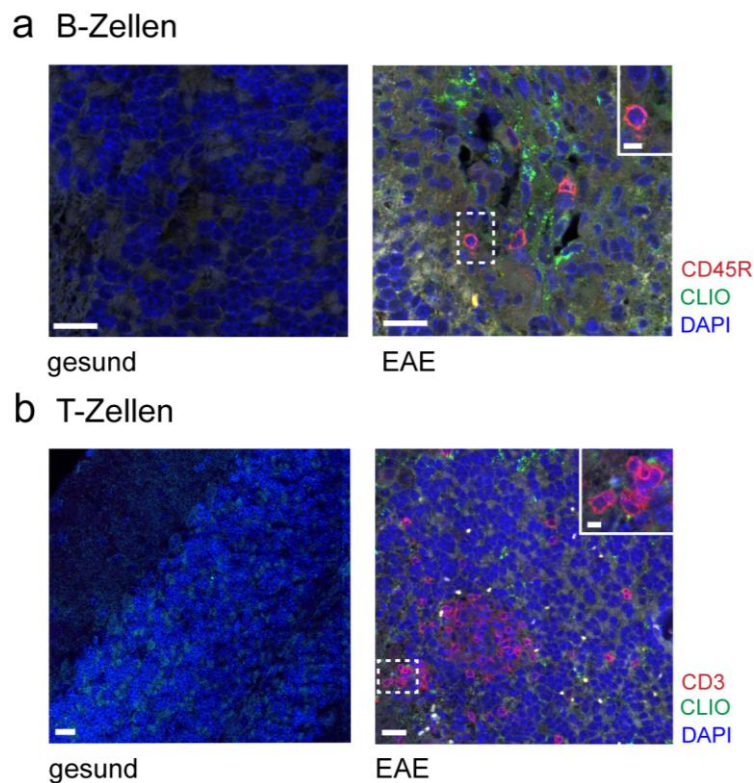 a B-Zellen
CD45R
CLIO
DAPI
gesund
EAE
b T-Zellen
CD3
CLIO
DAPI
gesund
EAE